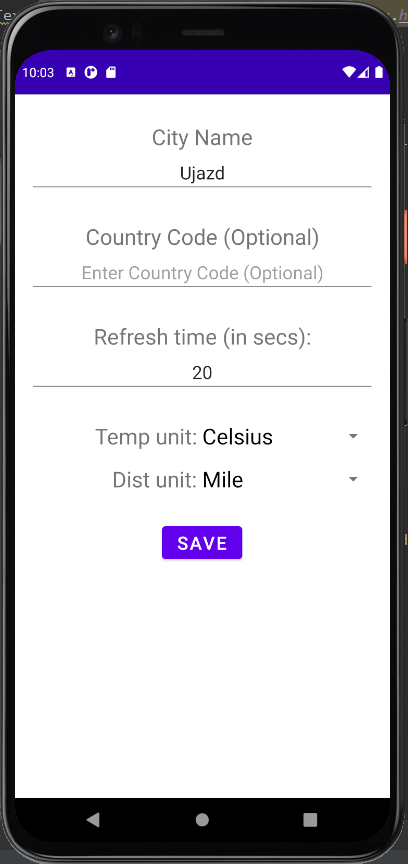 10:03
City Name
Ujazd
Country Code (Optional)
Enter Country Code (Optional)
Refresh time (in secs):
20
Temp unit: Celsius
Dist unit: Mile
SAVE